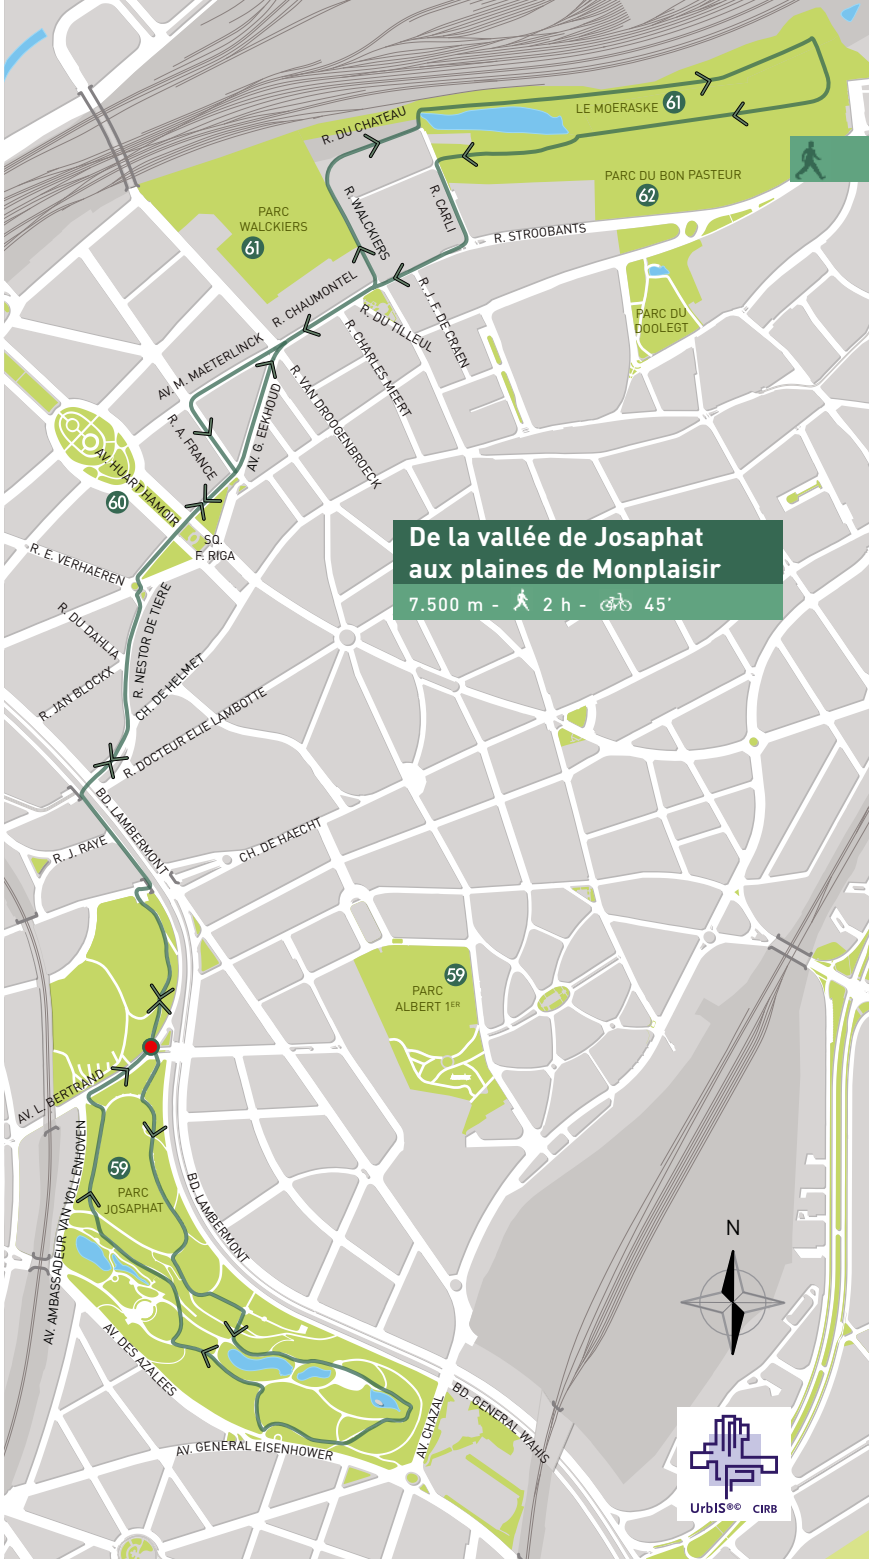 R. DU CHATEAU
LE MOERASKE 61
PARC DU BON PASTEUR
62
PARC
WALCKIERS
61
R. WALCKIERS
R. CARLI
R. STROOBANTS
R. CHAUMONTEL
R. J. F. DE CRAEN
R. DU TILLEUL
PARC DU
DOOLEGT
AV. M. MAETERLINCK
R. CHARLES MEERT
R. VAN DROOGENBROECK
AV. G. EEKHOUD
R. A. FRANCE
AV. HUART HAMOIR
60
SQ.
F. RIGA
R. E. VERHAEREN
De la vallée de Josaphat
aux plaines de Monplaisir
7.500 m - 2 h - 45'
R. DU DAHLIA
R. NESTOR DE TIERE
R. JAN BLOCKX
CH. DE HELMET
R. DOCTEUR ELIE LAMBOTTE
BD. LAMBERMONT
R. J. RAYE
CH. DE HAECHT
59
PARC
ALBERT 1ER
AV. L. BERTRAND
59
PARC
JOSAPHAT
AV. AMBASSADEUR VAN VOLLENHOVEN
BD. LAMBERMONT
N
AV. DES AZALEES
AV. GENERAL EISENHOWER
AV. CHAZAL
BD. GENERAL WAHIS
UrbIS®© CIRB